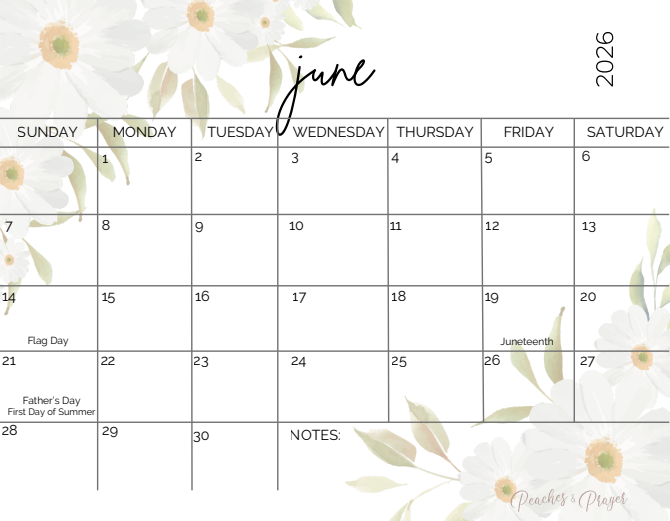 june
2026
SUNDAY MONDAY TUESDAY WEDNESDAY THURSDAY FRIDAY SATURDAY
1 2 3 4 5 6
7 8 9 10 11 12 13
14 15 16 17 18 19 20
Flag Day Juneteenth
21 22 23 24 25 26 27
Father's Day
First Day of Summer
28 29 30 NOTES:
Peaches & Prayer